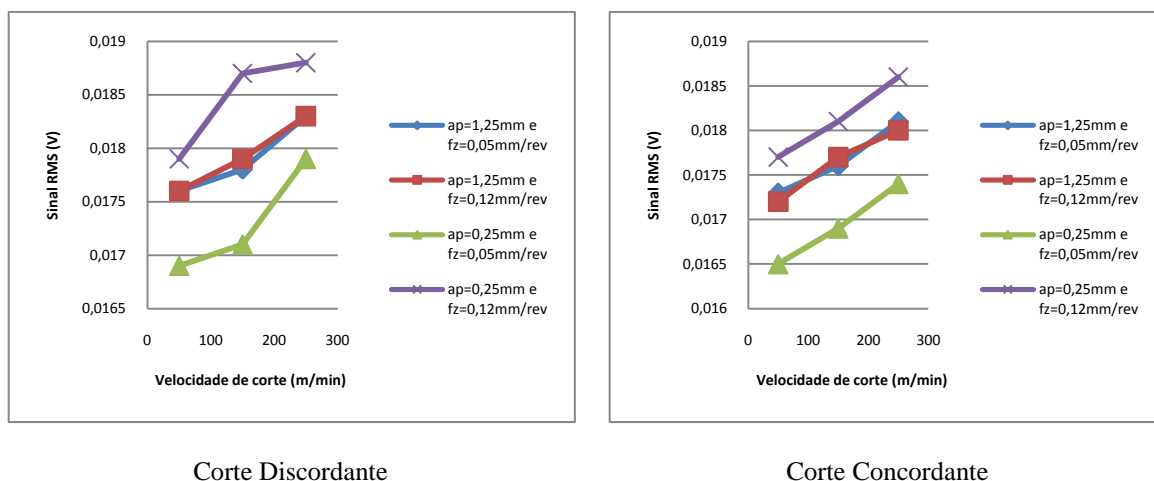 0,019
0,0185
0,018
0,0175
0,017
0,0165
0
100
200
300
Sinal RMS (V)
Velocidade de corte (m/min)
ap=1,25mm e
fz=0,05mm/rev
ap=1,25mm e
fz=0,12mm/rev
ap=0,25mm e
fz=0,05mm/rev
ap=0,25mm e
fz=0,12mm/rev
Corte Discordante
0,019
0,0185
0,018
0,0175
0,017
0,0165
0,016
0
100
200
300
Sinal RMS (V)
Velocidade de corte (m/min)
ap=1,25mm e
fz=0,05mm/rev
ap=1,25mm e
fz=0,12mm/rev
ap=0,25mm e
fz=0,05mm/rev
ap=0,25mm e
fz=0,12mm/rev
Corte Concordante